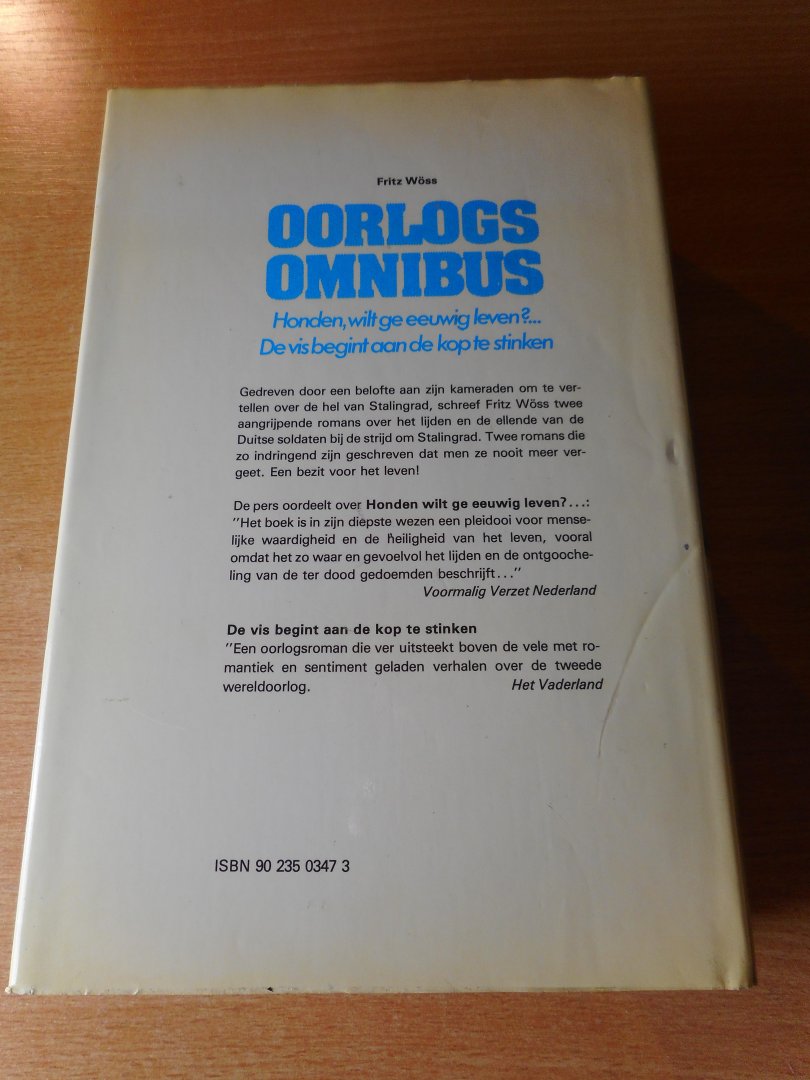 Fritz Wöss
OORLOGS
OMNIBUS
Honden, wilt ge eeuwig leven?...
De vis begint aan de kop te stinken
Gedreven door een belofte aan zijn kameraden om te ver-
tellen over de hel van Stalingrad, schreef Fritz Wöss twee
aangrijpende romans over het lijden en de ellende van de
Duitse soldaten bij de strijd om Stalingrad. Twee romans die
zo indringend zijn geschreven dat men ze nooit meer ver-
geet. Een bezit voor het leven!
De pers oordeelt over Honden wilt ge eeuwig leven?...:
"Het boek is in zijn diepste wezen een pleidooi voor mense-
lijke waardigheid en de heiligheid van het leven, vooral
omdat het zo waar en gevoelvol het lijden en de ontgooche-
ling van de ter dood gedoemden beschrijft..."
Voormalig Verzet Nederland
De vis begint aan de kop te stinken
"Een oorlogsroman die ver uitsteekt boven de vele met ro-
mantiek en sentiment geladen verhalen over de tweede
wereldoorlog. Het Vaderland
ISBN 90 235 0347 3